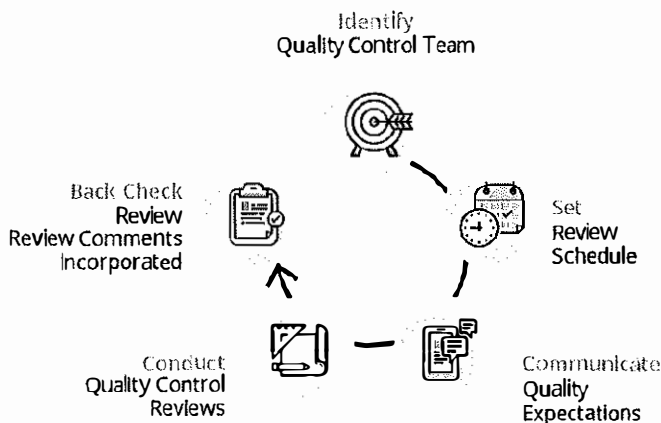 Identify
Quality Control Team
Set
Review
Schedule
Communicate
Quality
Expectations
Conduct
Quality Control
Reviews
Back Check
Review
Review Comments
Incorporated